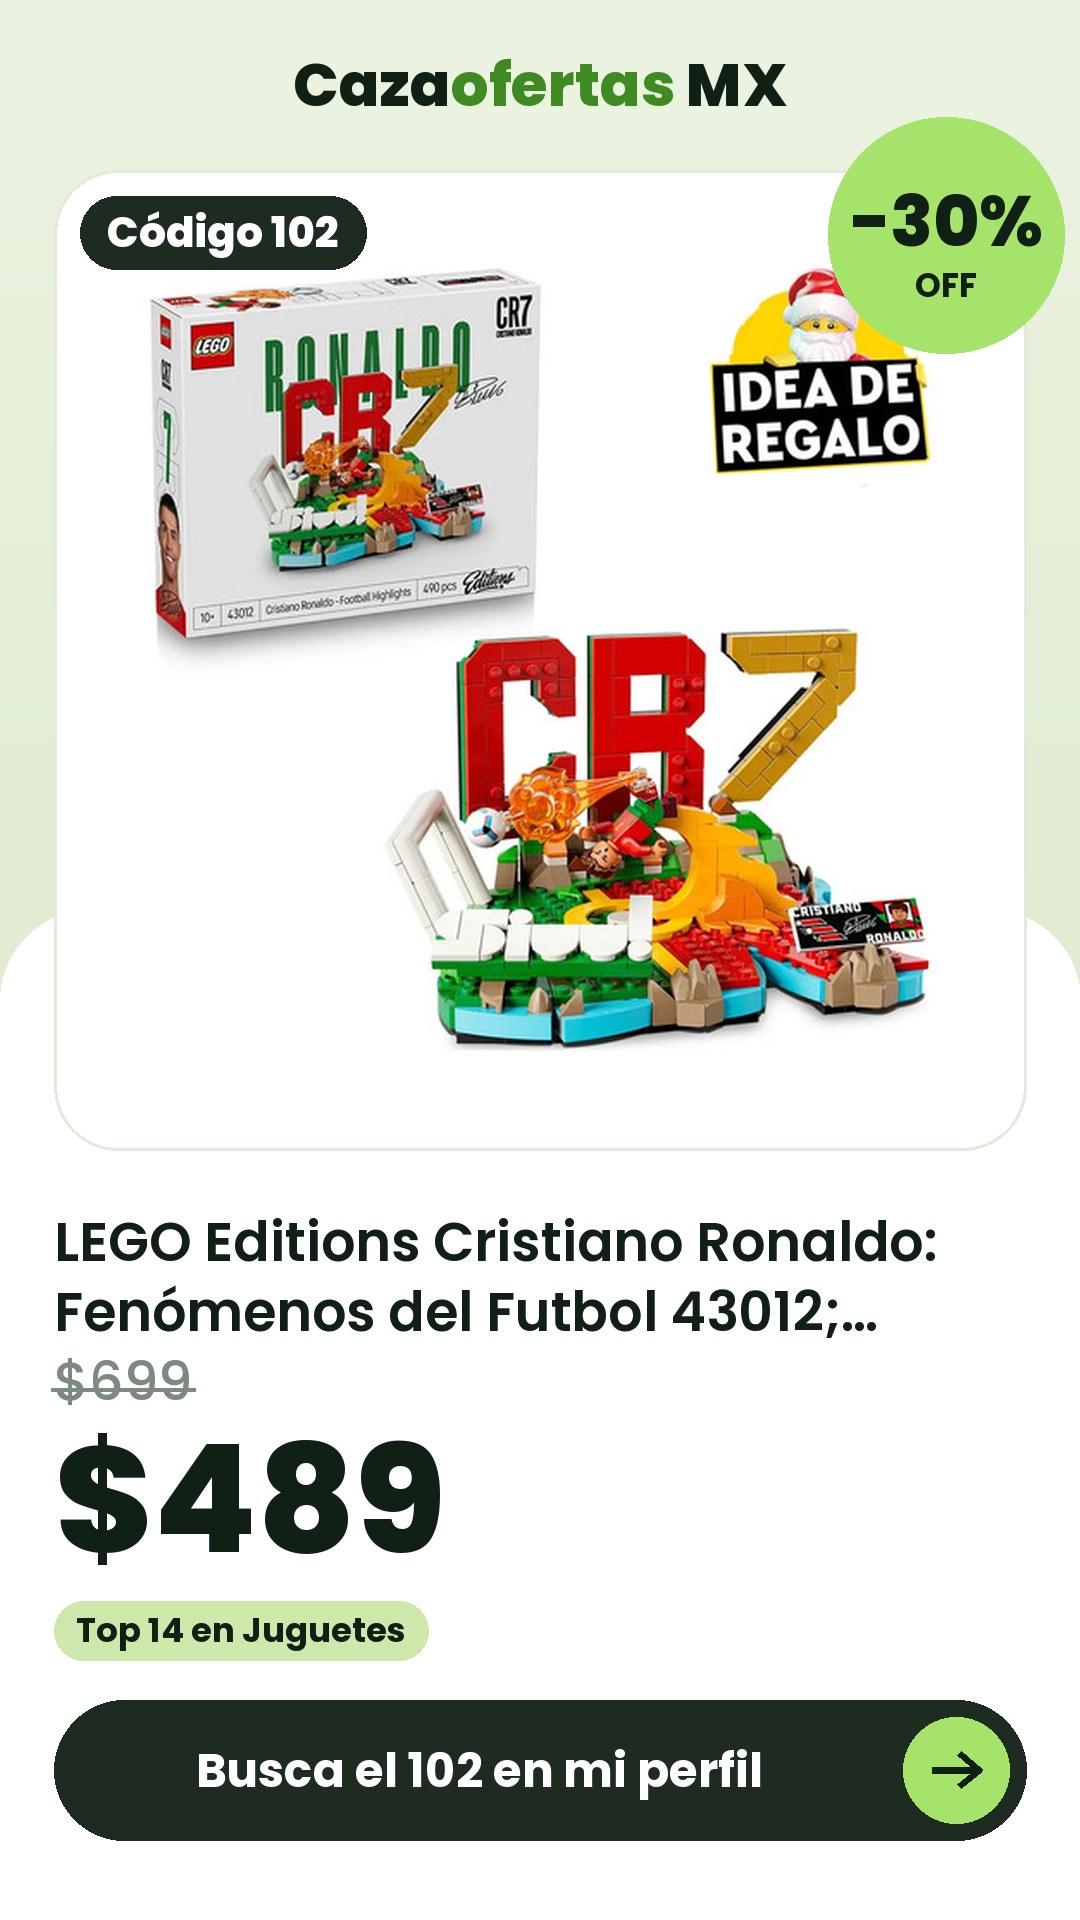 Cazaofertas MX
Código 102
-30%
OFF
LEGO
RONALDO
CR7
CR7
IDEA DE
REGALO
10+ 43012 Cristiano Ronaldo - Football Highlights 490 pcs Editions
CR7
CRISTIANO
RONALDO
Siuu!
LEGO Editions Cristiano Ronaldo:
Fenómenos del Futbol 43012;...
$699
$489
Top 14 en Juguetes
Busca el 102 en mi perfil